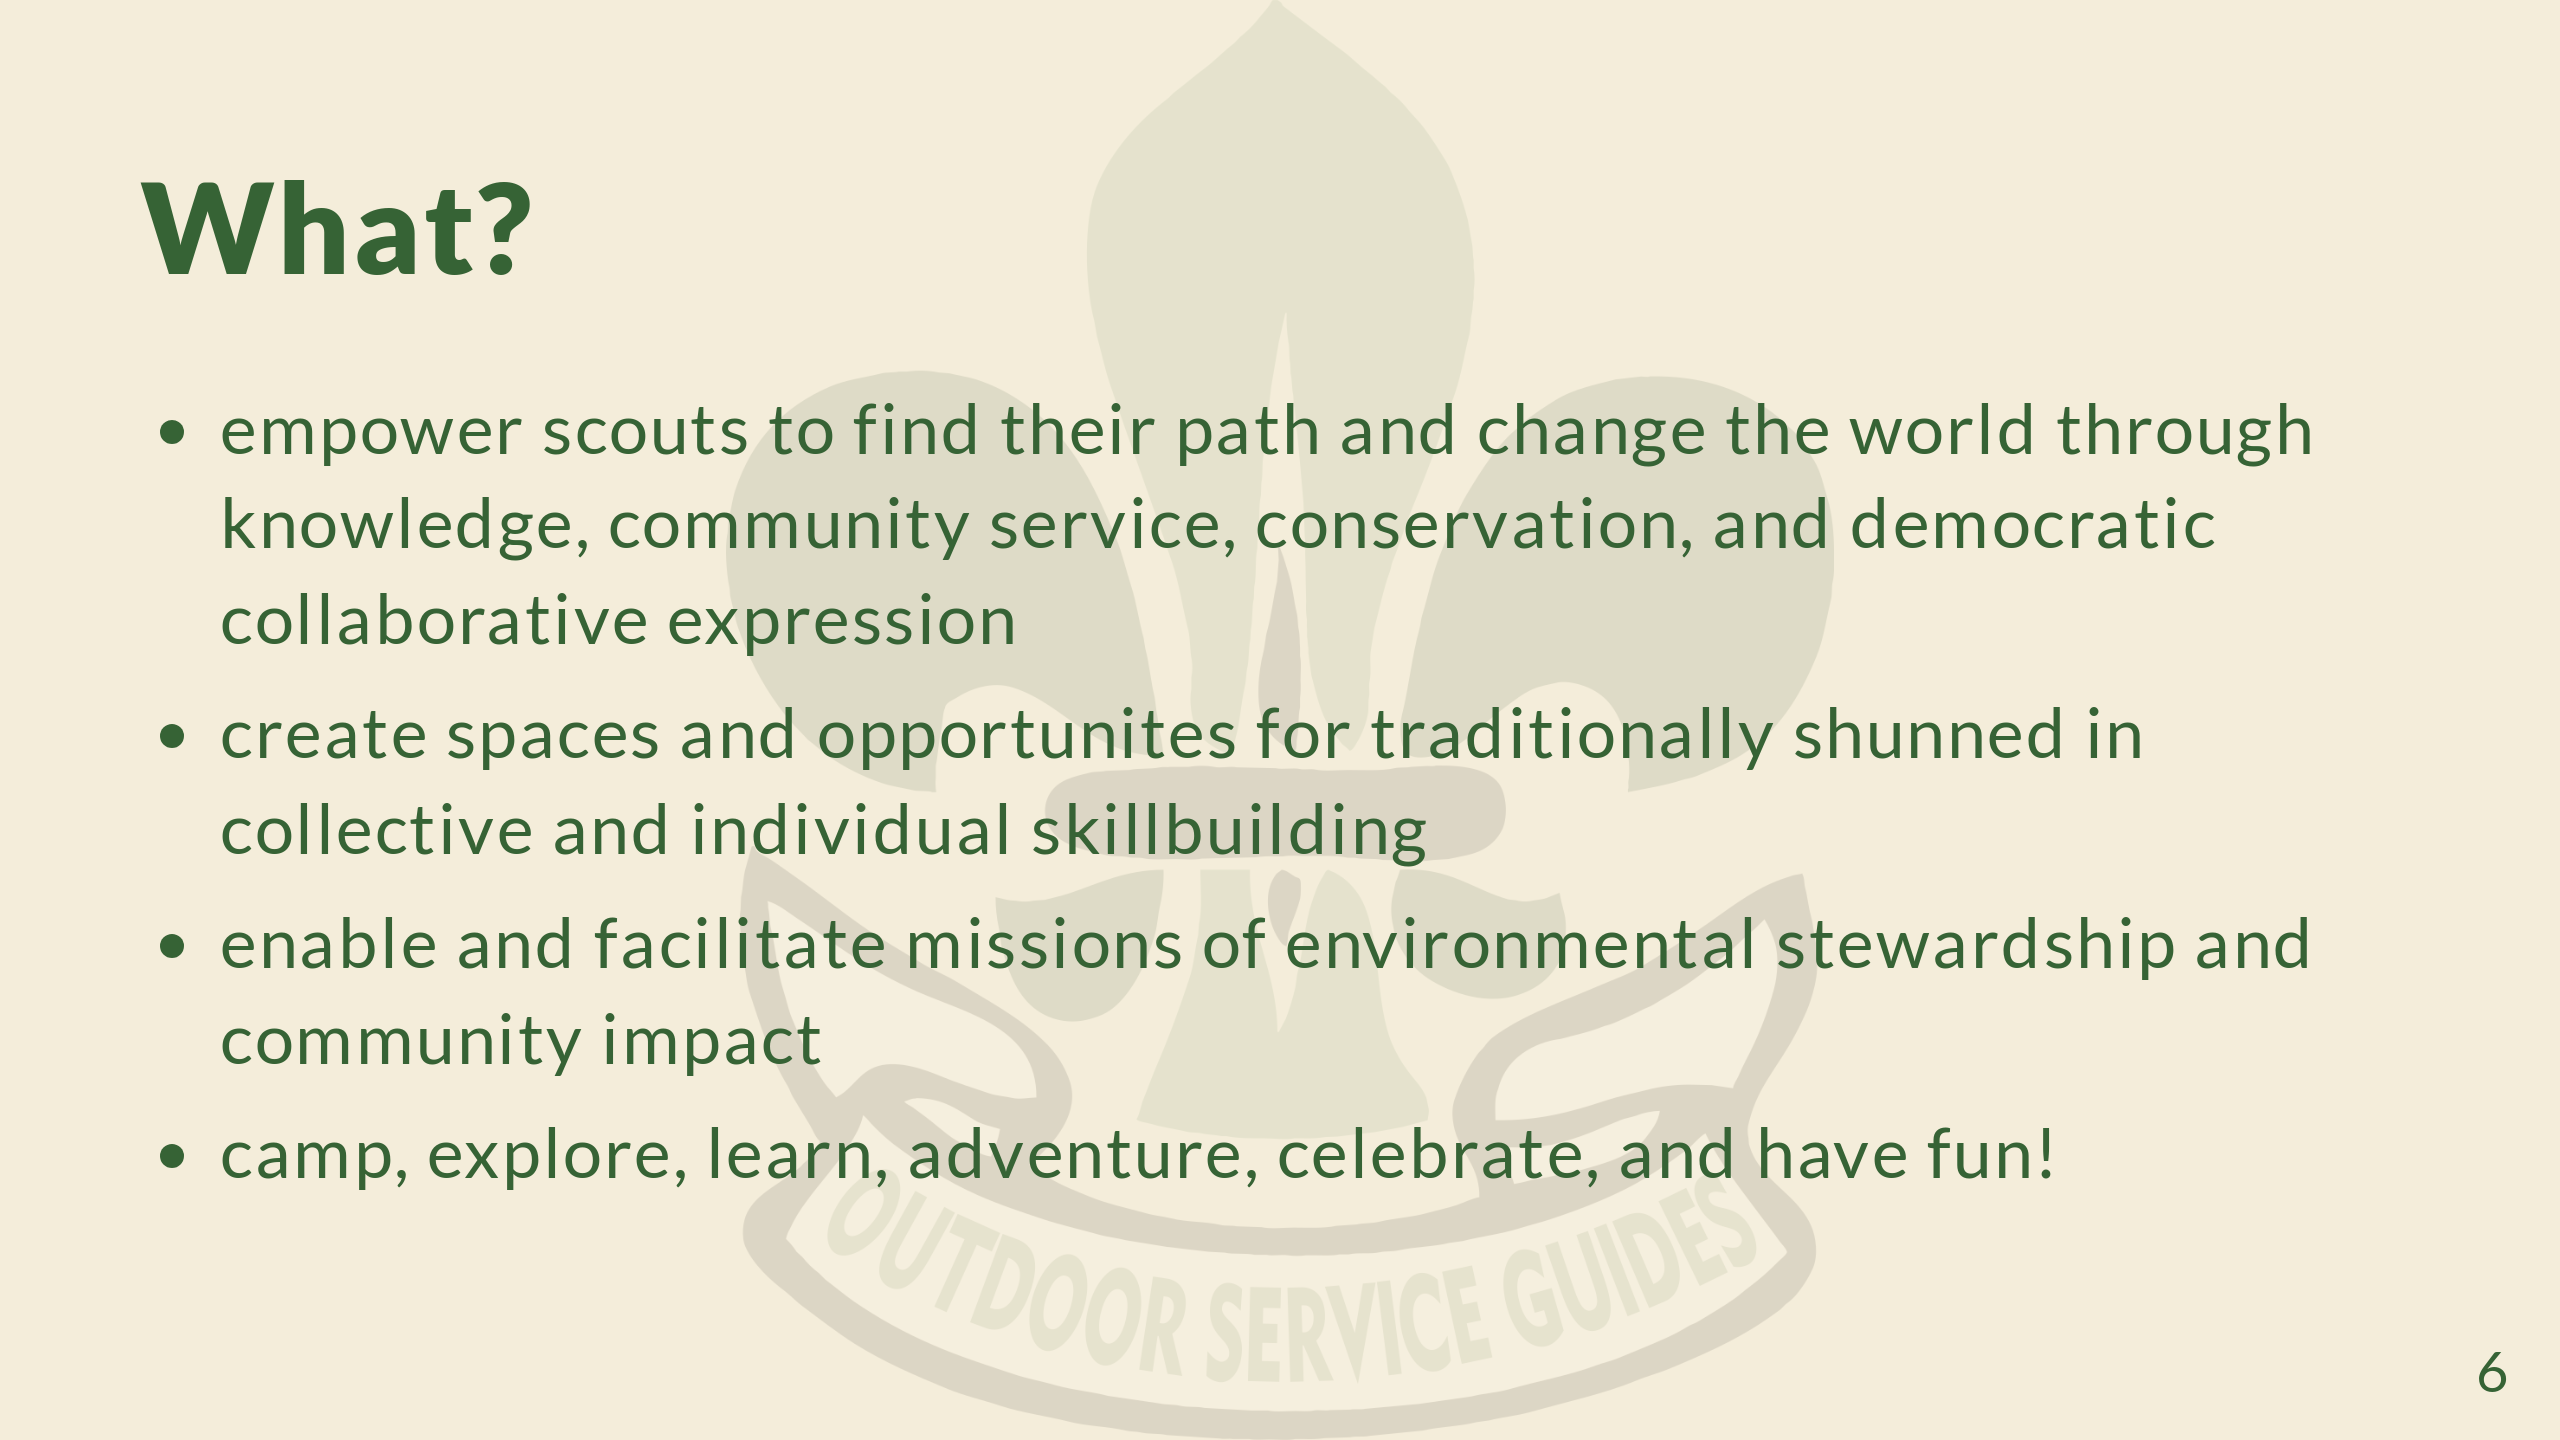 What?
• empower scouts to find their path and change the world through
knowledge, community service, conservation, and democratic
collaborative expression
• create spaces and opportunites for traditionally shunned in
collective and individual skillbuilding
• enable and facilitate missions of environmental stewardship and
community impact
• camp, explore, learn, adventure, celebrate, and have fun!
OUTDOOR SERVICE GUIDES
6